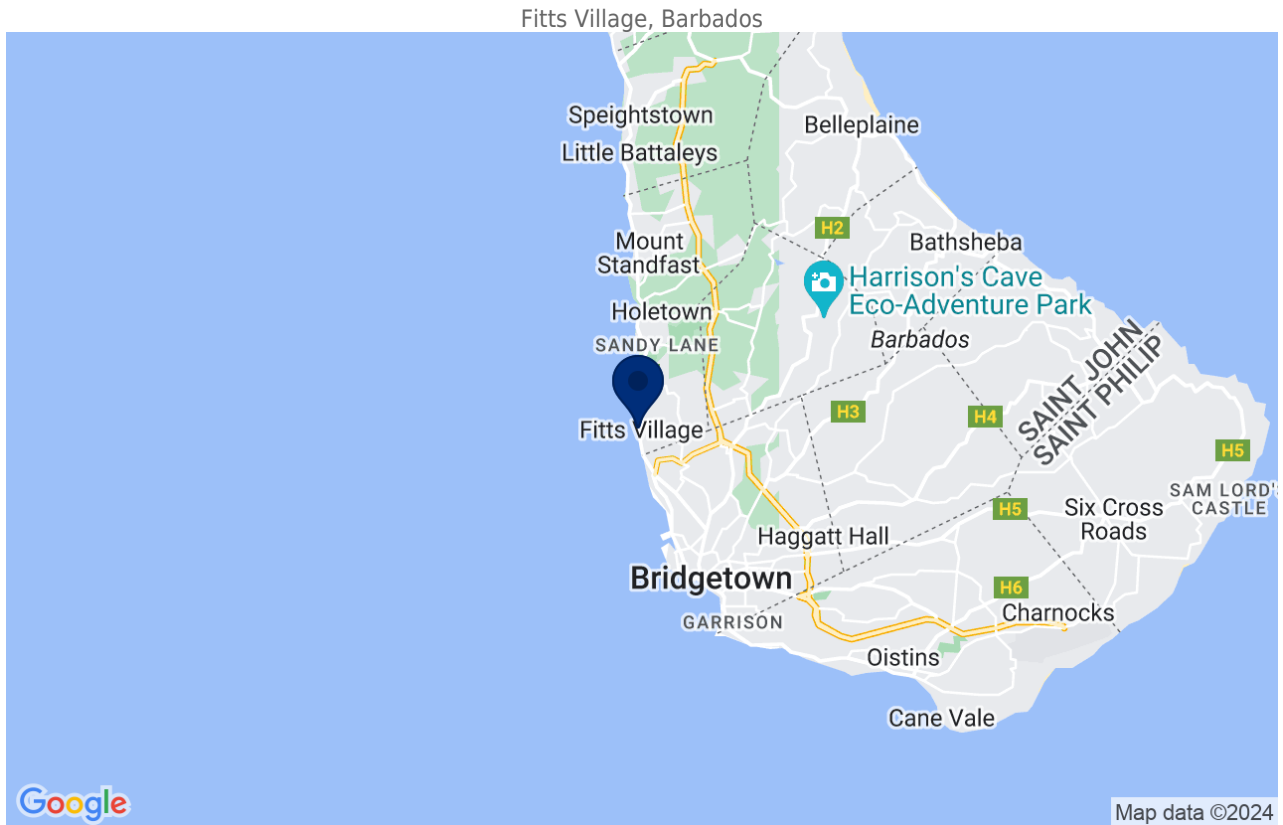 Fitts Village, Barbados
Speightstown
Belleplaine
Little Battaleys
H2
Mount
Standfast
Bathsheba
Harrison's Cave
Eco-Adventure Park
Holetown
SANDY LANE
Barbados
SAINT JOHN
SAINT PHILIP
H3
H4
Fitts Village
H5
SAM LORD'S
CASTLE
H5
Six Cross
Roads
Haggatt Hall
Bridgetown
H6
Charnocks
GARRISON
Oistins
Cane Vale
Google
Map data ©2024